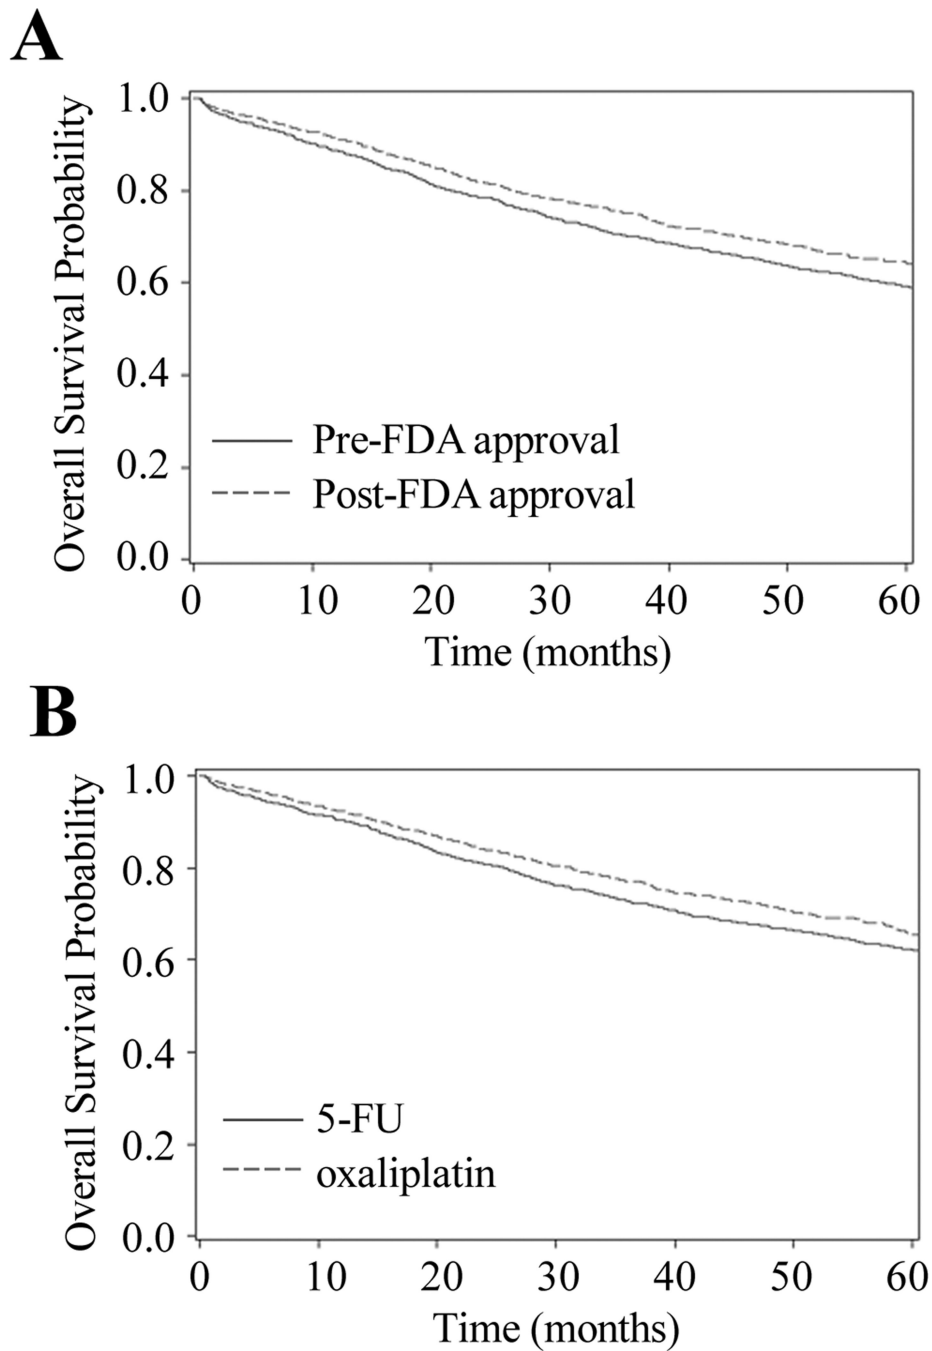 A
Overall Survival Probability
1.0
0.8
0.6
0.4
0.2
0.0
Pre-FDA approval
Post-FDA approval
0 10 20 30 40 50 60
Time (months)
B
Overall Survival Probability
1.0
0.8
0.6
0.4
0.2
0.0
5-FU
oxaliplatin
0 10 20 30 40 50 60
Time (months)